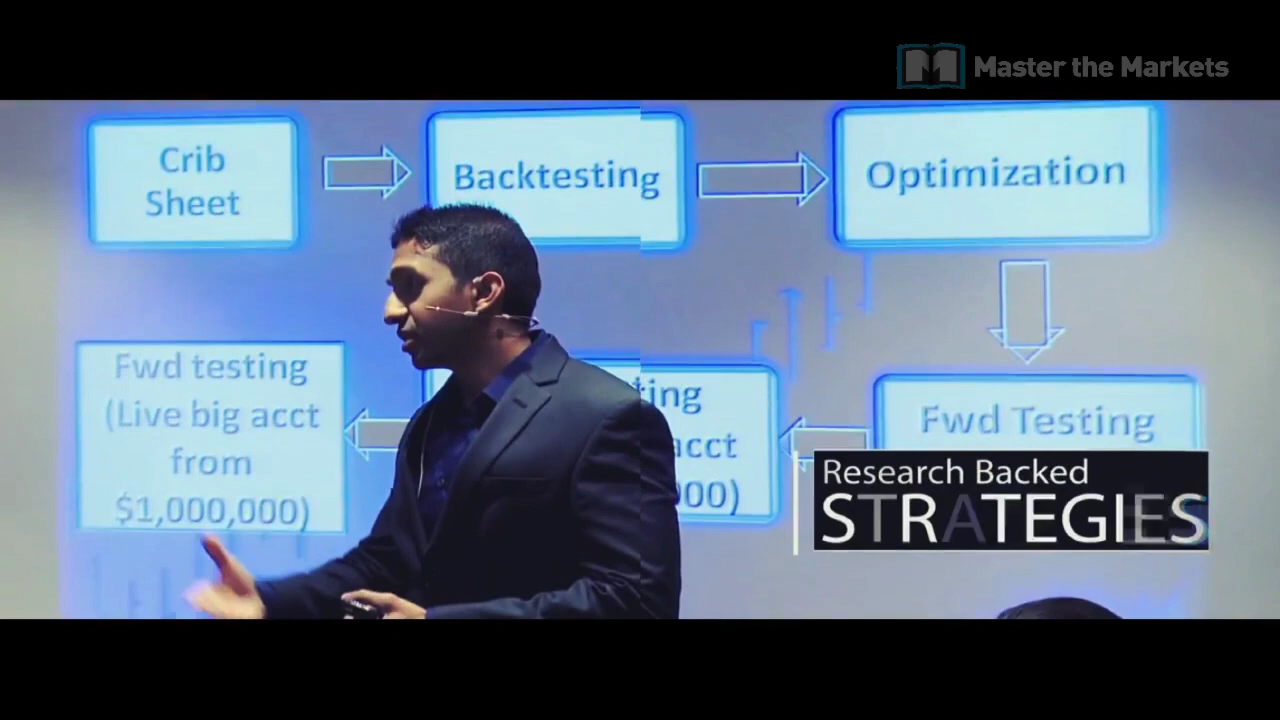 Master the Markets
Crib
Sheet
Backtesting
Optimization
Fwd testing
(Live big acct
from
$1,000,000)
ting
acct
000)
Fwd Testing
Research Backed
STRATEGIES